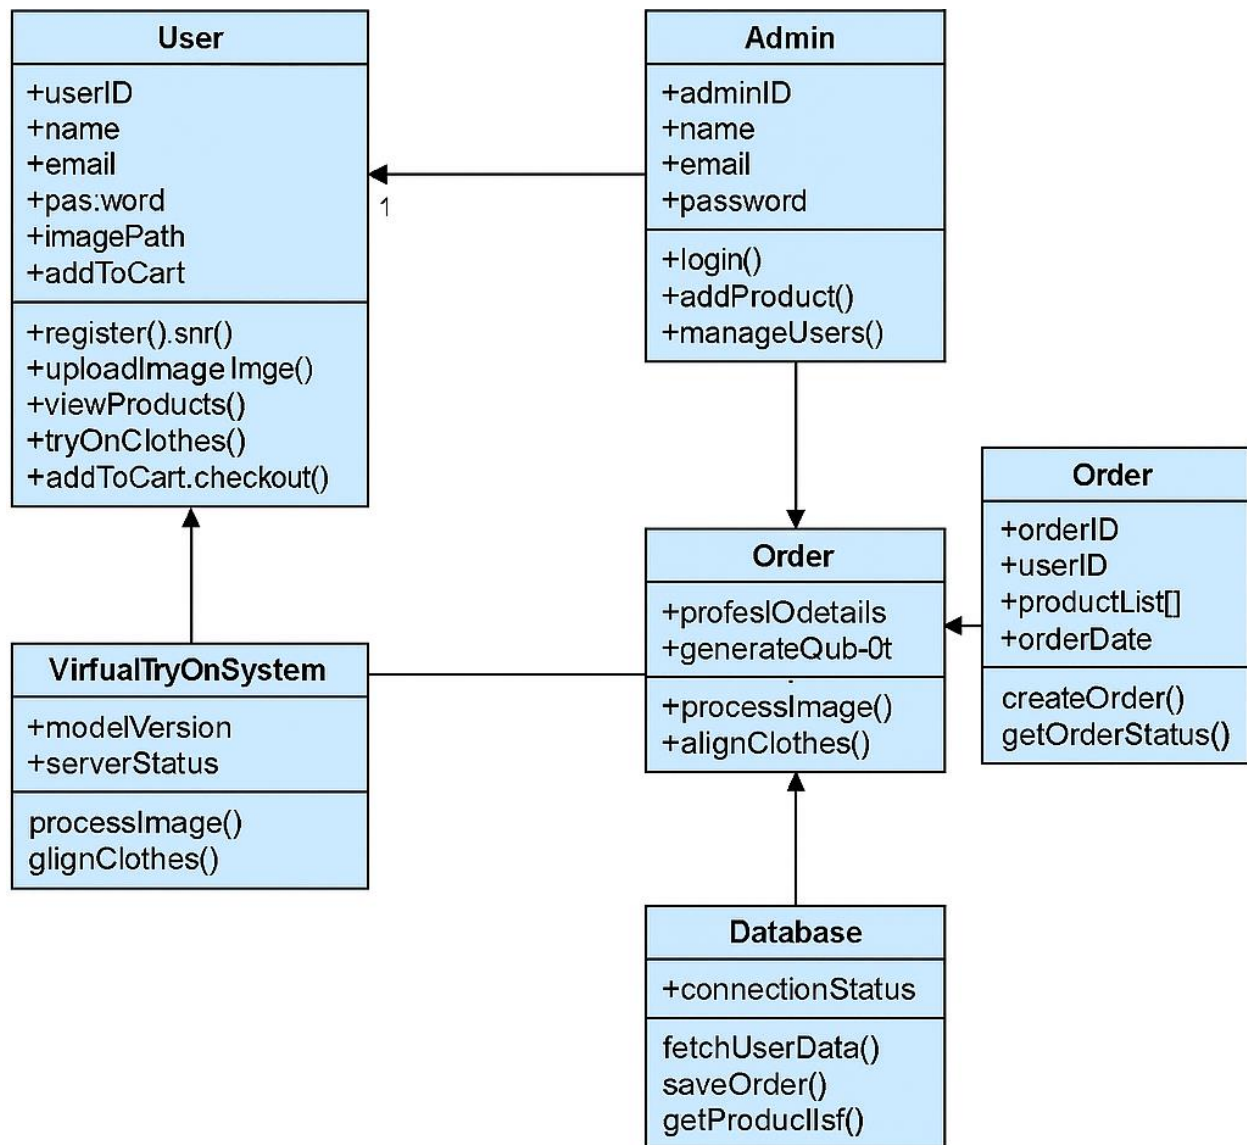 User
+userID
+name
+email
+pas:word
+imagePath
+addToCart
+register().snr()
+uploadImage Imge()
+viewProducts()
+tryOnClothes()
+addToCart.checkout()
1
Admin
+adminID
+name
+email
+password
+login()
+addProduct()
+manageUsers()
Order
+orderID
+userID
+productList[]
+orderDate
createOrder()
getOrderStatus()
Order
+profesIOdetails
+generateQub-0t
+processImage()
+alignClothes()
VirfualTryOnSystem
+modelVersion
+serverStatus
processImage()
glignClothes()
Database
+connectionStatus
fetchUserData()
saveOrder()
getProducIIsf()